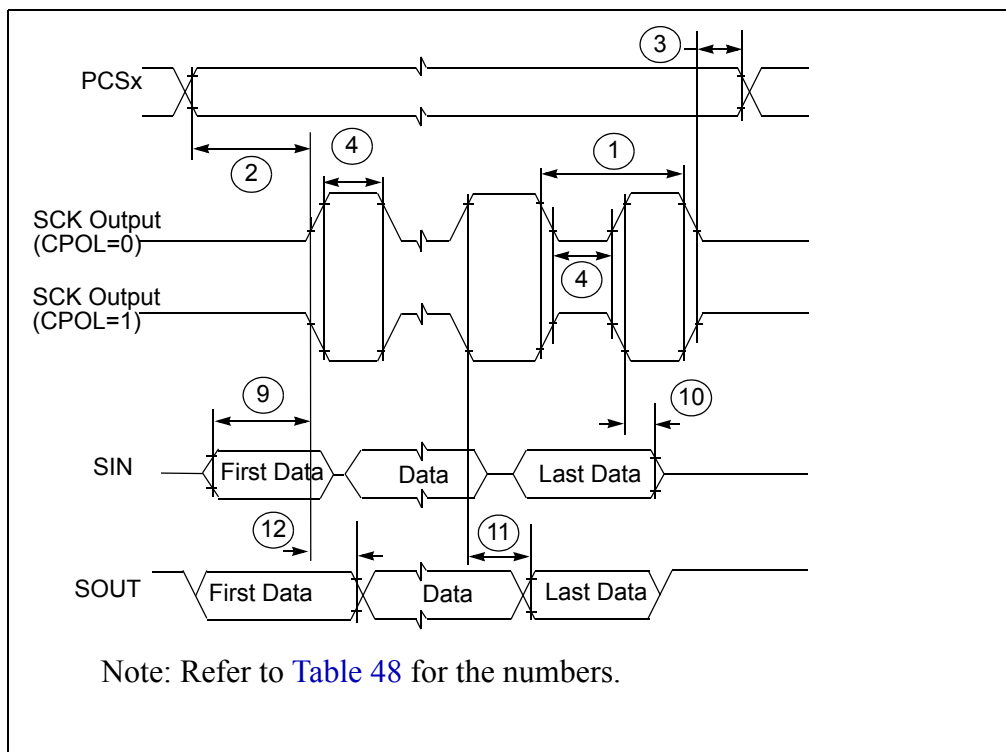 3
PCSx
2
4
1
SCK Output
(CPOL=0)
4
SCK Output
(CPOL=1)
9
10
SIN
First Data
Data
Last Data
12
11
SOUT
First Data
Data
Last Data
Note: Refer to Table 48 for the numbers.